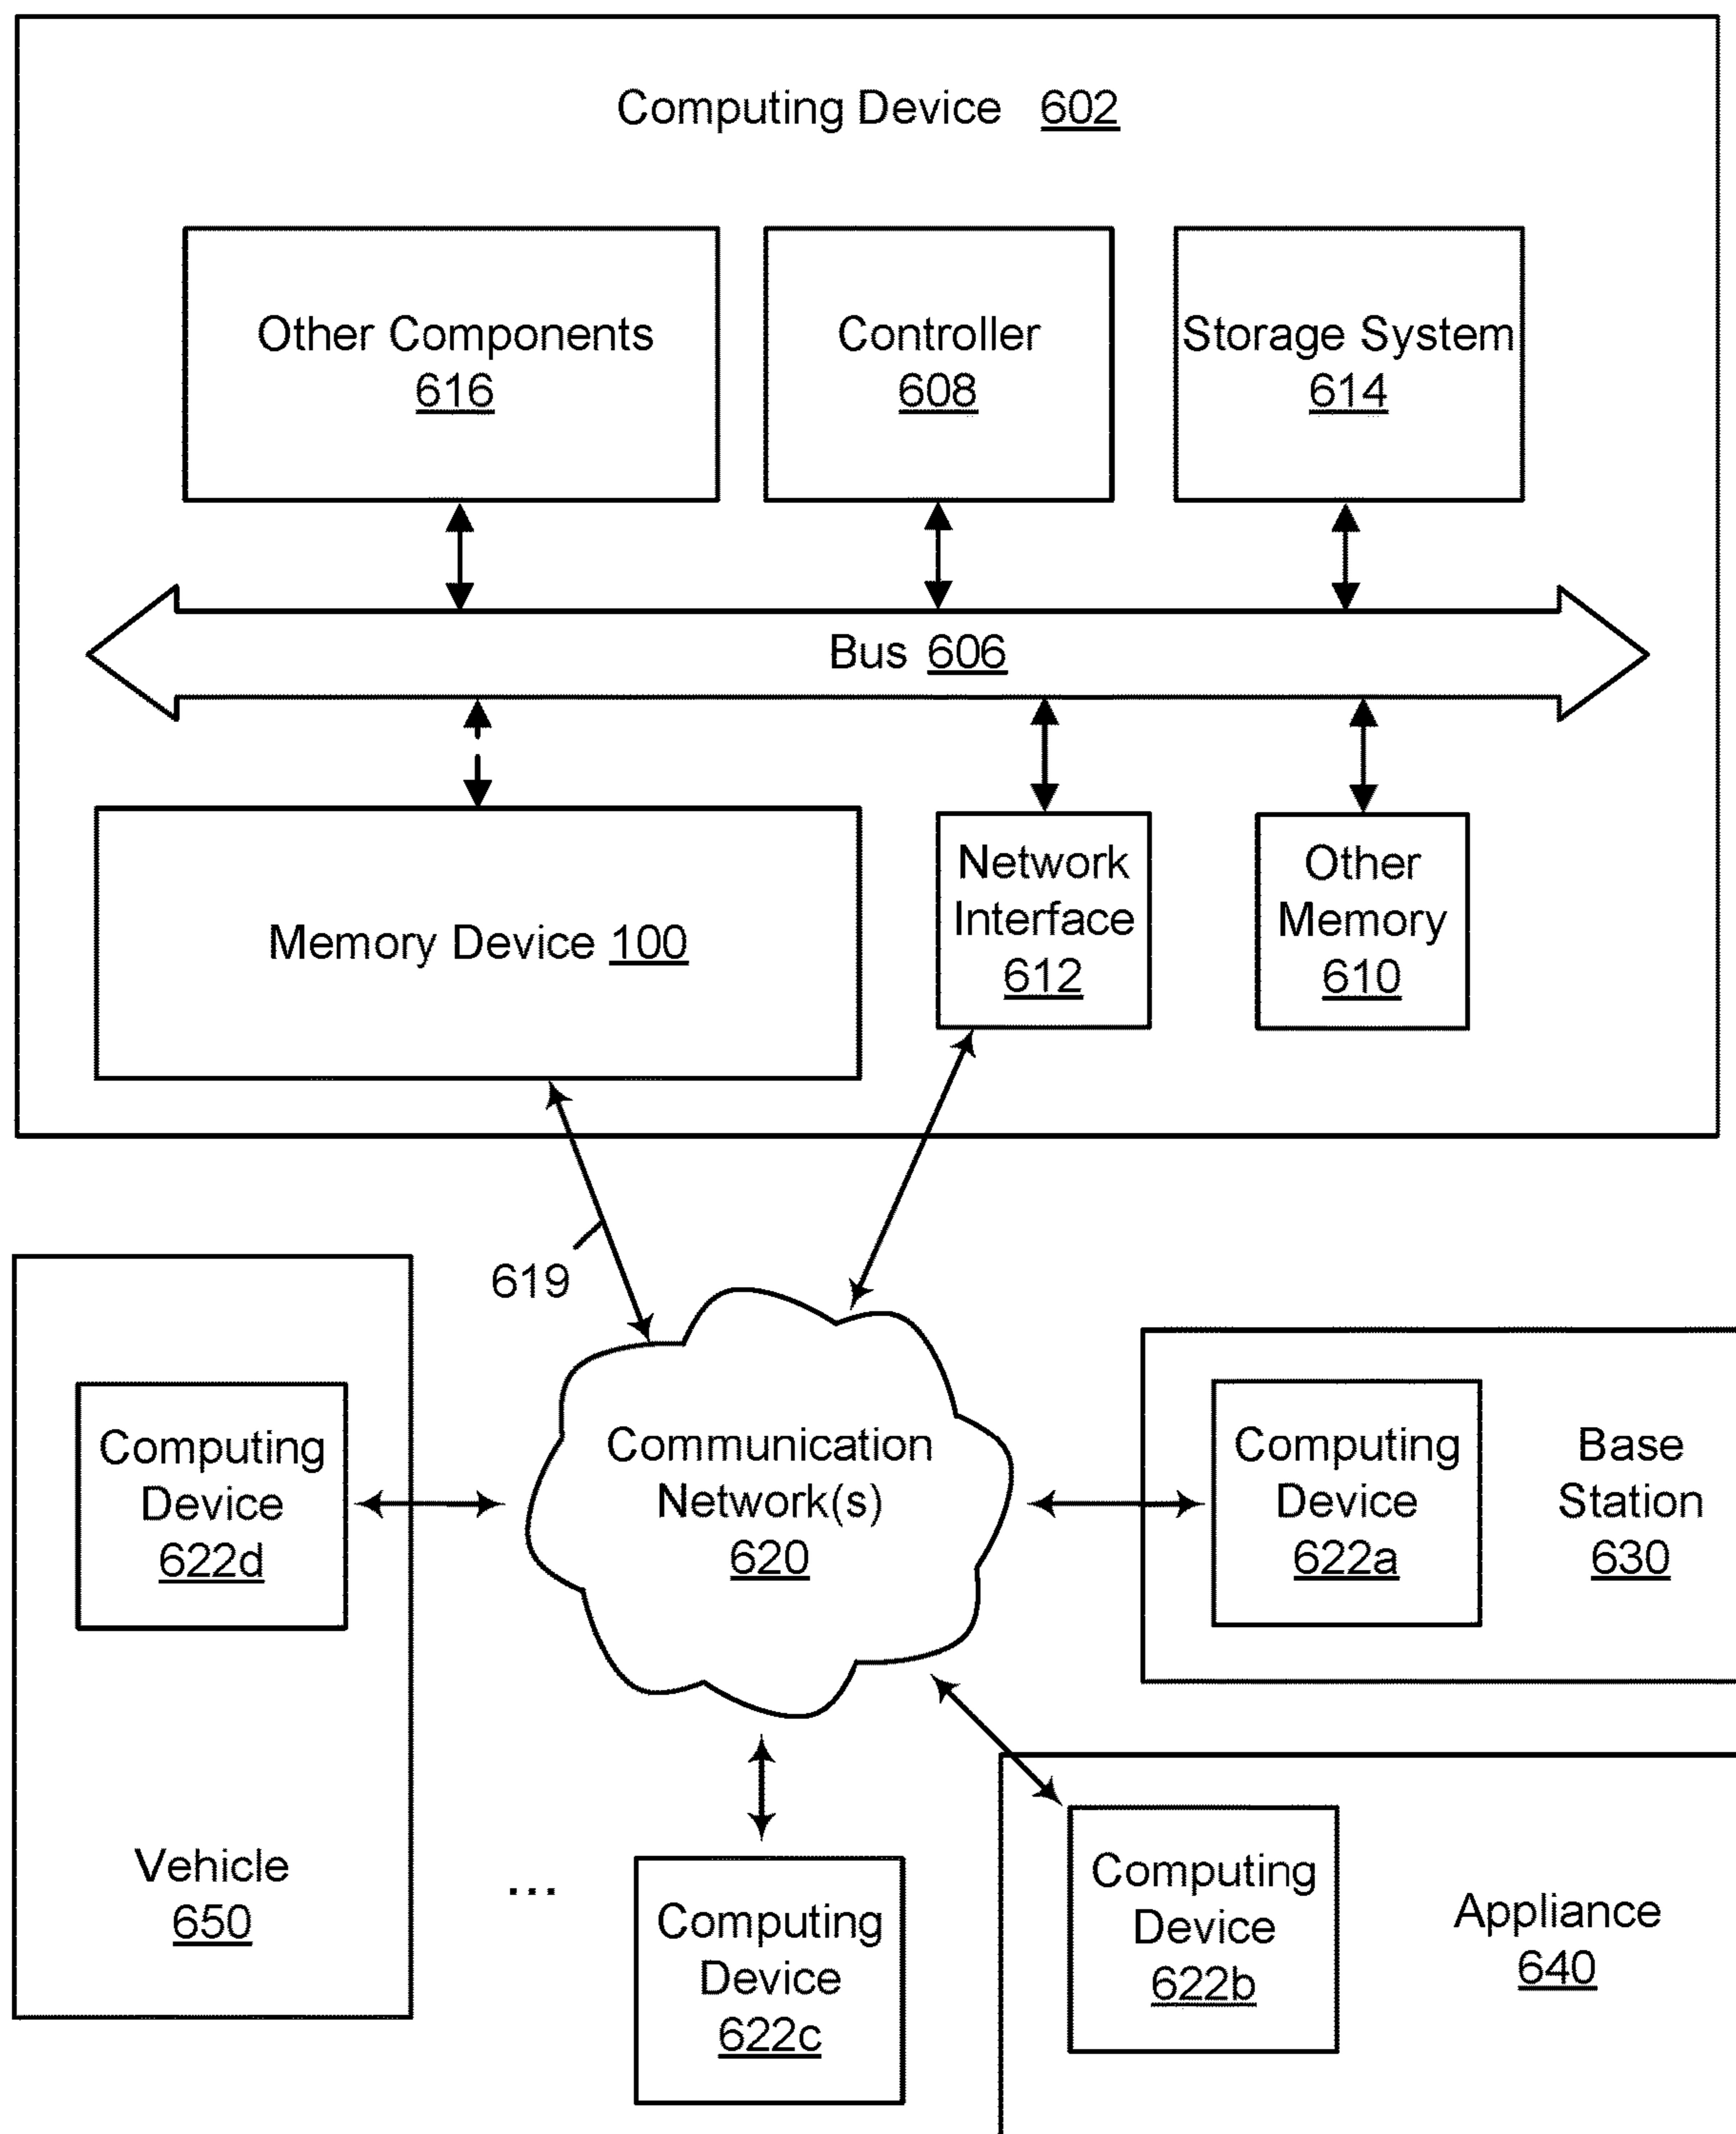 Computing Device 602
Other Components
616
Controller
608
Storage System
614
Bus 606
Memory Device 100
Network
Interface
612
Other
Memory
610
619
Computing
Device
622d
Vehicle
650
Communication
Network(s)
620
Computing
Device
622a
Base
Station
630
...
Computing
Device
622c
Computing
Device
622b
Appliance
640